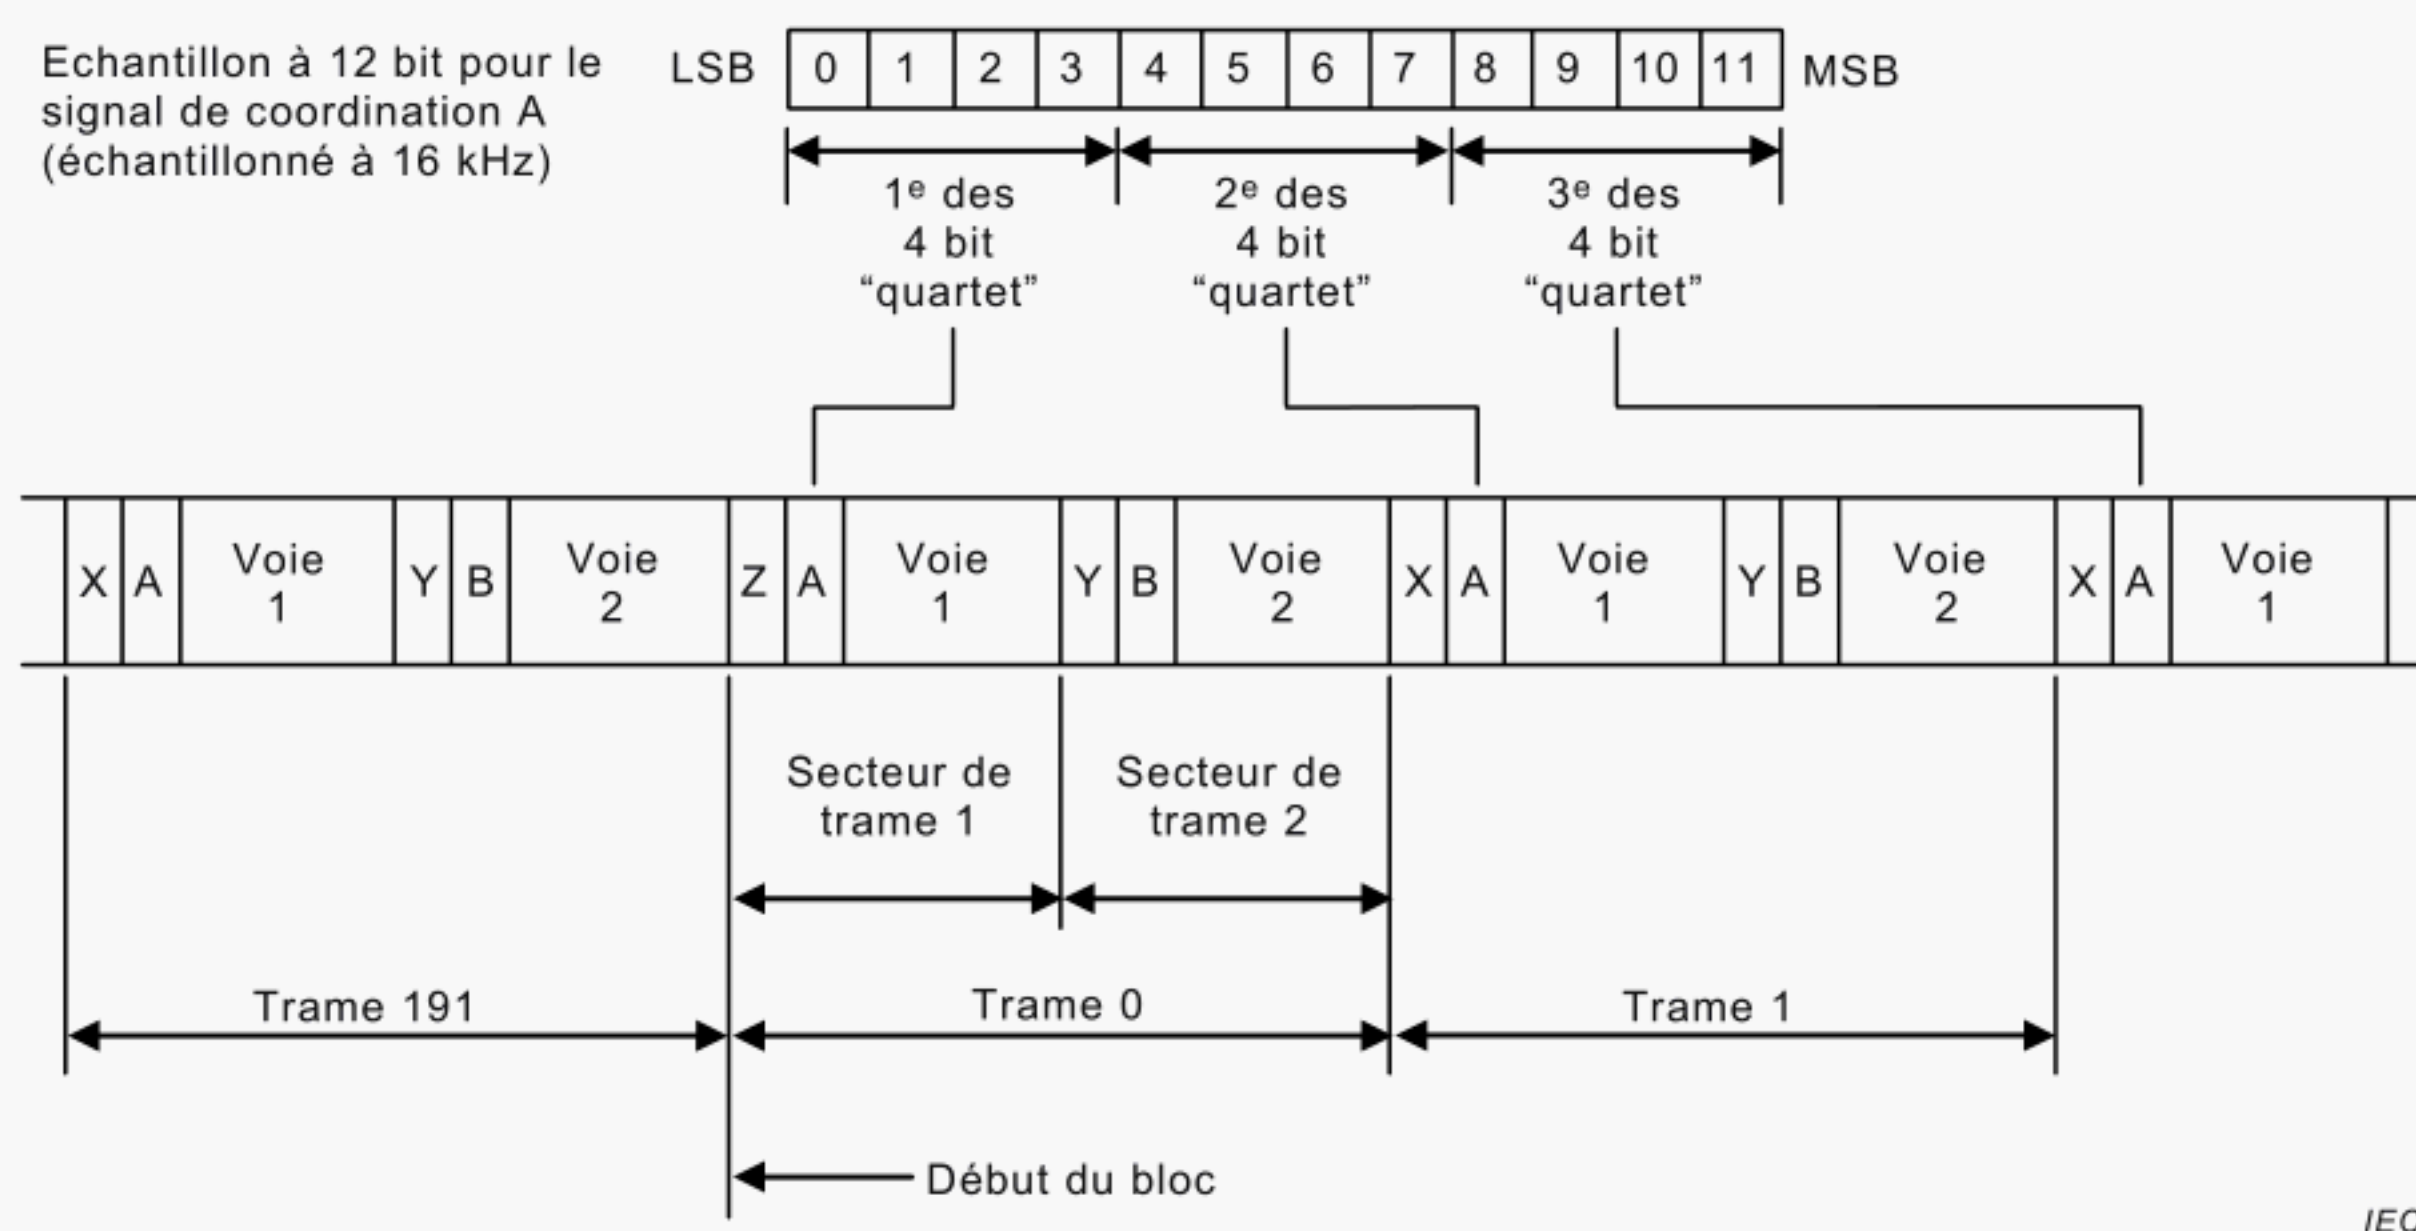 Echantillon à 12 bit pour le
signal de coordination A
(échantillonné à 16 kHz)
LSB 0 1 2 3 4 5 6 7 8 9 10 11 MSB
1e des
4 bit
“quartet”
2e des
4 bit
“quartet”
3e des
4 bit
“quartet”
X A Voie 1 Y B Voie 2 Z A Voie 1 Y B Voie 2 X A Voie 1 Y B Voie 2 X A Voie 1
Secteur de
trame 1
Secteur de
trame 2
Trame 191
Trame 0
Trame 1
Début du bloc
IEC